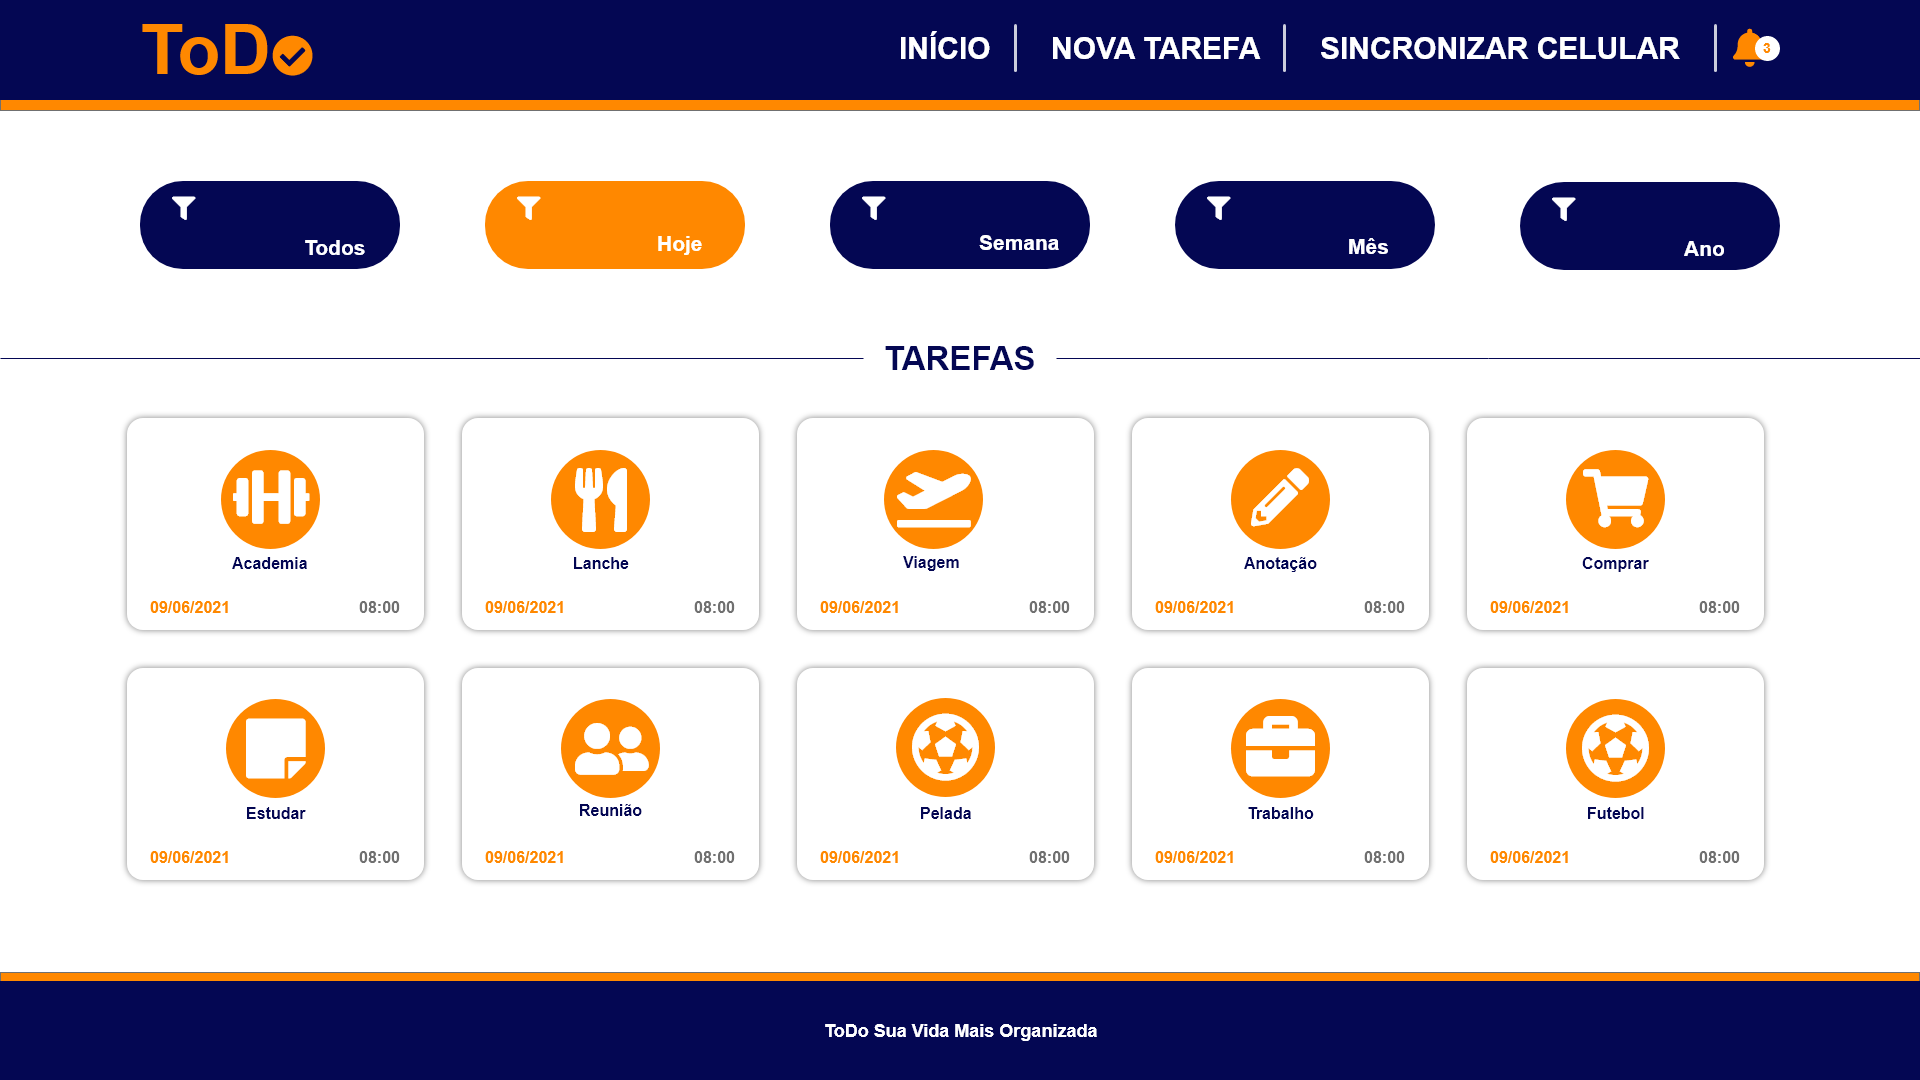 ToDo
INÍCIO
NOVA TAREFA
SINCRONIZAR CELULAR
3
Todos
Hoje
Semana
Mês
Ano
TAREFAS
Academia
09/06/2021 08:00
Lanche
09/06/2021 08:00
Viagem
09/06/2021 08:00
Anotação
09/06/2021 08:00
Comprar
09/06/2021 08:00
Estudar
09/06/2021 08:00
Reunião
09/06/2021 08:00
Pelada
09/06/2021 08:00
Trabalho
09/06/2021 08:00
Futebol
09/06/2021 08:00
ToDo Sua Vida Mais Organizada